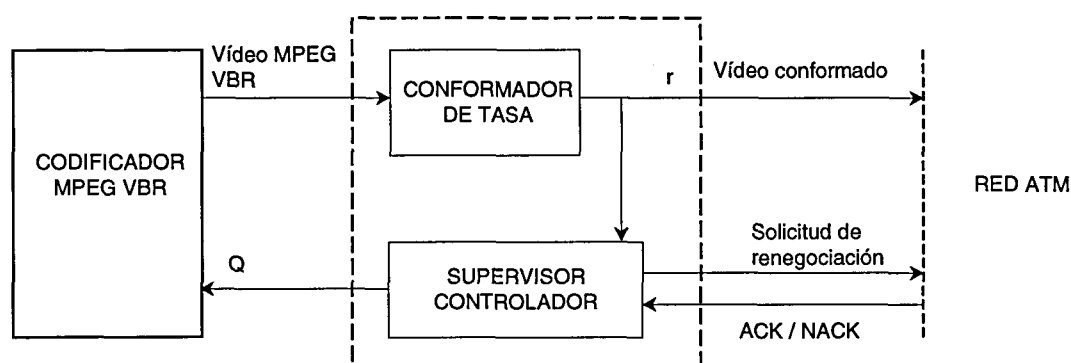 Vídeo MPEG
VBR
CONFORMADOR
DE TASA
r
Vídeo conformado
CODIFICADOR
MPEG VBR
RED ATM
Solicitud de
renegociación
Q
SUPERVISOR
CONTROLADOR
ACK / NACK